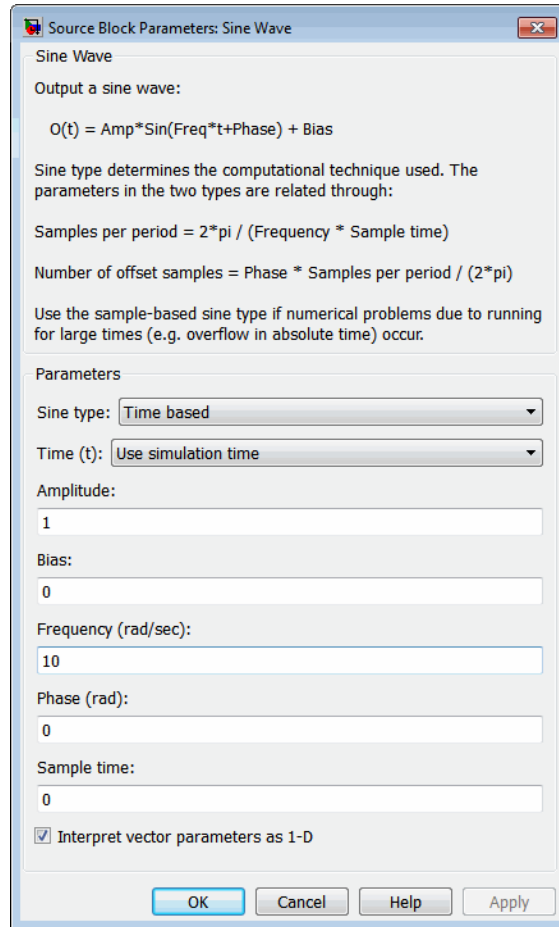 Source Block Parameters: Sine Wave
Sine Wave
Output a sine wave:
O(t) = Amp*Sin(Freq*t+Phase) + Bias
Sine type determines the computational technique used. The
parameters in the two types are related through:
Samples per period = 2*pi / (Frequency * Sample time)
Number of offset samples = Phase * Samples per period / (2*pi)
Use the sample-based sine type if numerical problems due to running
for large times (e.g. overflow in absolute time) occur.
Parameters
Sine type: Time based
Time (t): Use simulation time
Amplitude:
1
Bias:
0
Frequency (rad/sec):
10
Phase (rad):
0
Sample time:
0
Interpret vector parameters as 1-D
OK Cancel Help Apply